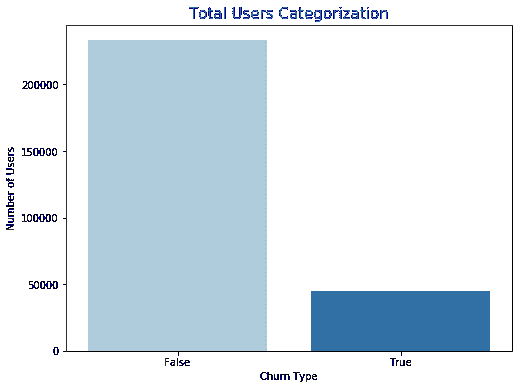 Total Users Categorization
200000
150000
100000
50000
0
Number of Users
False
True
Churn Type